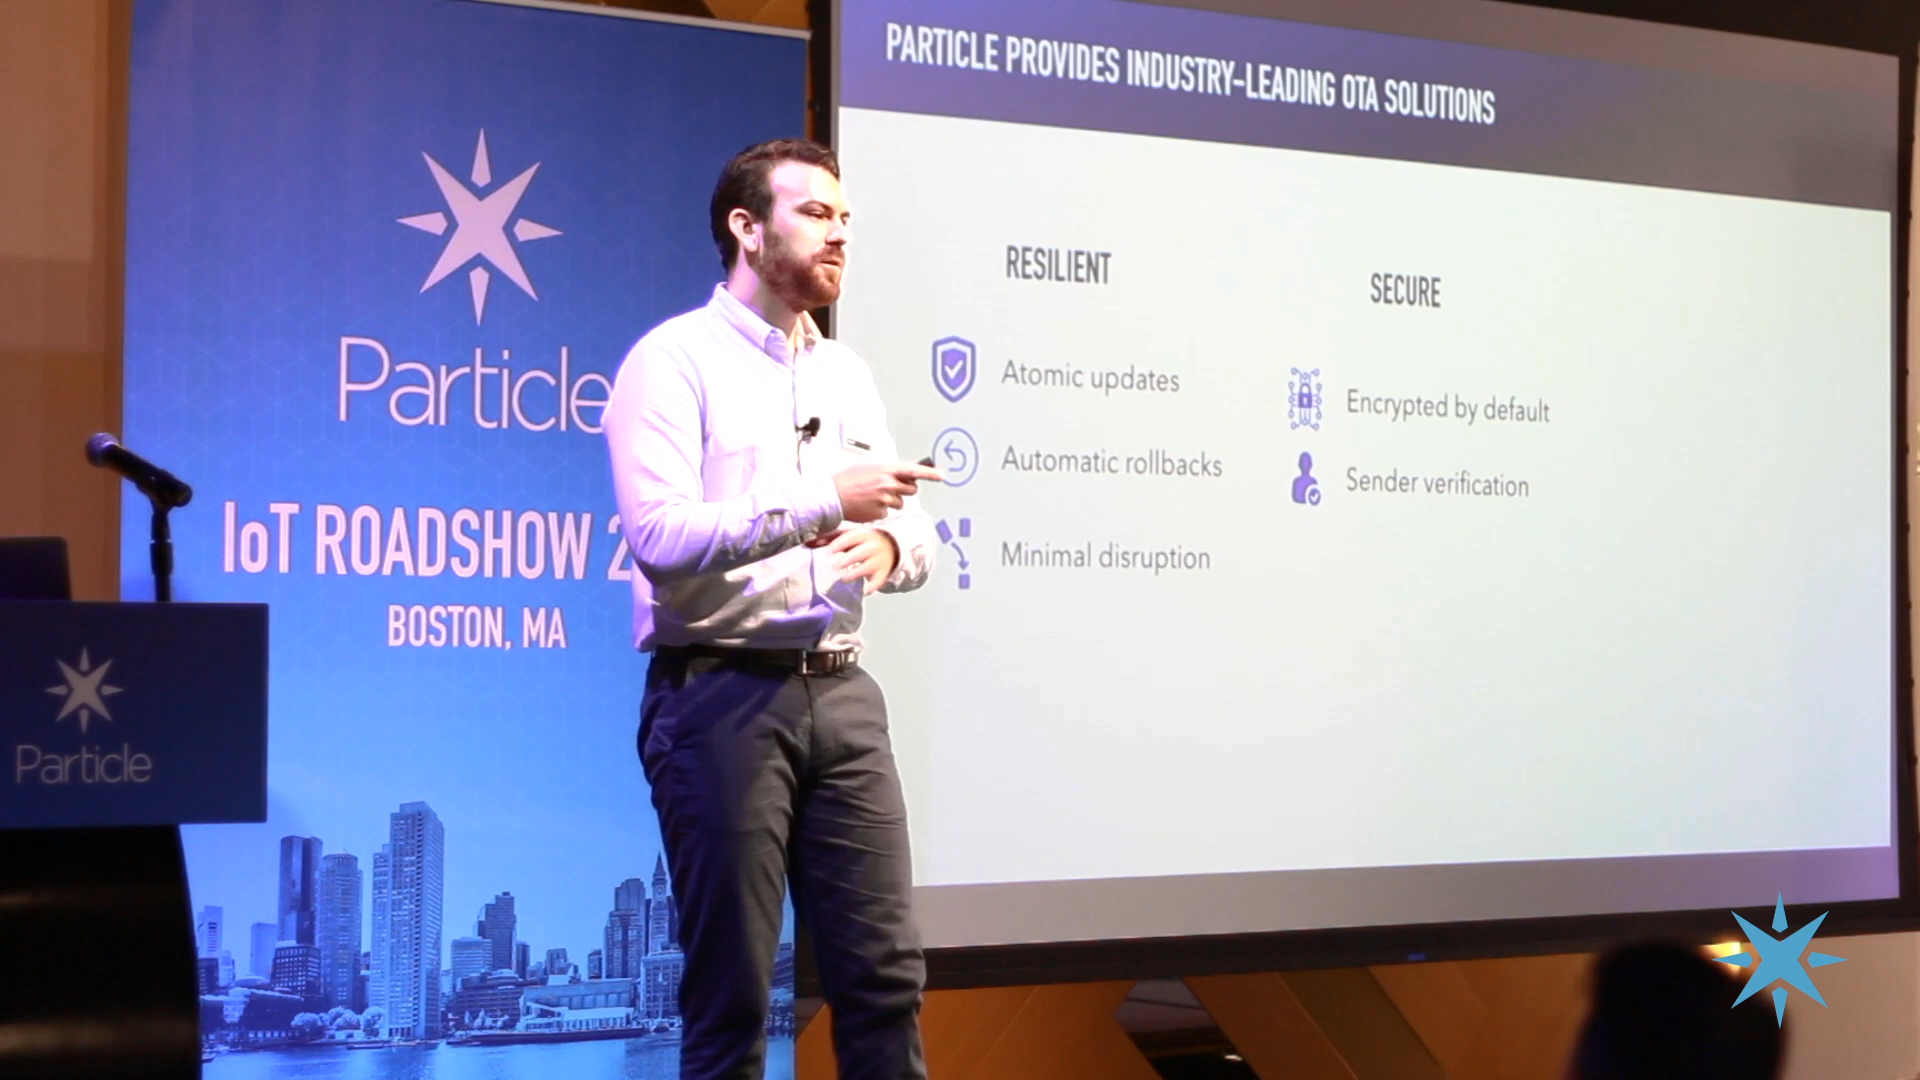 Particle
IoT ROADSHOW 2
BOSTON, MA
Particle
PARTICLE PROVIDES INDUSTRY-LEADING OTA SOLUTIONS
RESILIENT
Atomic updates
Automatic rollbacks
Minimal disruption
SECURE
Encrypted by default
Sender verification